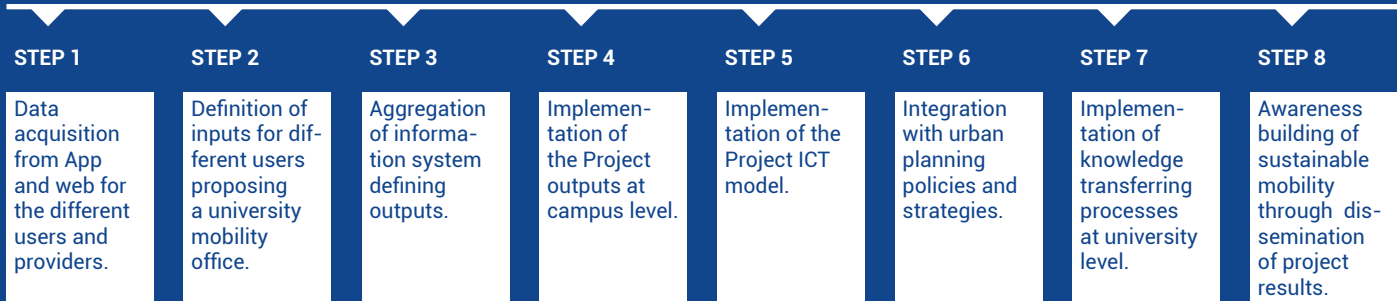 STEP 1
Data
acquisition
from App
and web for
the different
users and
providers.
STEP 2
Definition of
inputs for dif-
ferent users
proposing
a university
mobility
office.
STEP 3
Aggregation
of informa-
tion system
defining
outputs.
STEP 4
Implemen-
tation of
the Project
outputs at
campus level.
STEP 5
Implemen-
tation of the
Project ICT
model.
STEP 6
Integration
with urban
planning
policies and
strategies.
STEP 7
Implemen-
tation of
knowledge
transferring
processes
at university
level.
STEP 8
Awareness
building of
sustainable
mobility
through dis-
semination
of project
results.